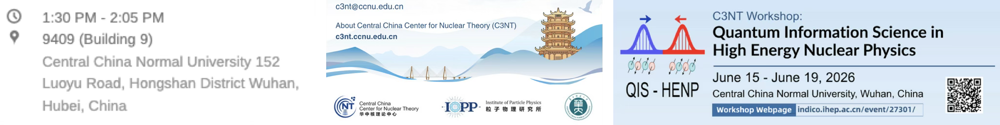 1:30 PM - 2:05 PM
9409 (Building 9)
Central China Normal University 152
Luoyu Road, Hongshan District Wuhan,
Hubei, China
c3nt@ccnu.edu.cn
About Central China Center for Nuclear Theory (C3NT)
c3nt.ccnu.edu.cn
NT
Central China
Center for Nuclear Theory
华中核理论中心
IOPP
Institute of Particle Physics
粒子物理研究所
C3NT Workshop:
Quantum Information Science in
High Energy Nuclear Physics
QIS - HENP
June 15 - June 19, 2026
Central China Normal University, Wuhan, China
Workshop Webpage indico.ihep.ac.cn/event/27301/